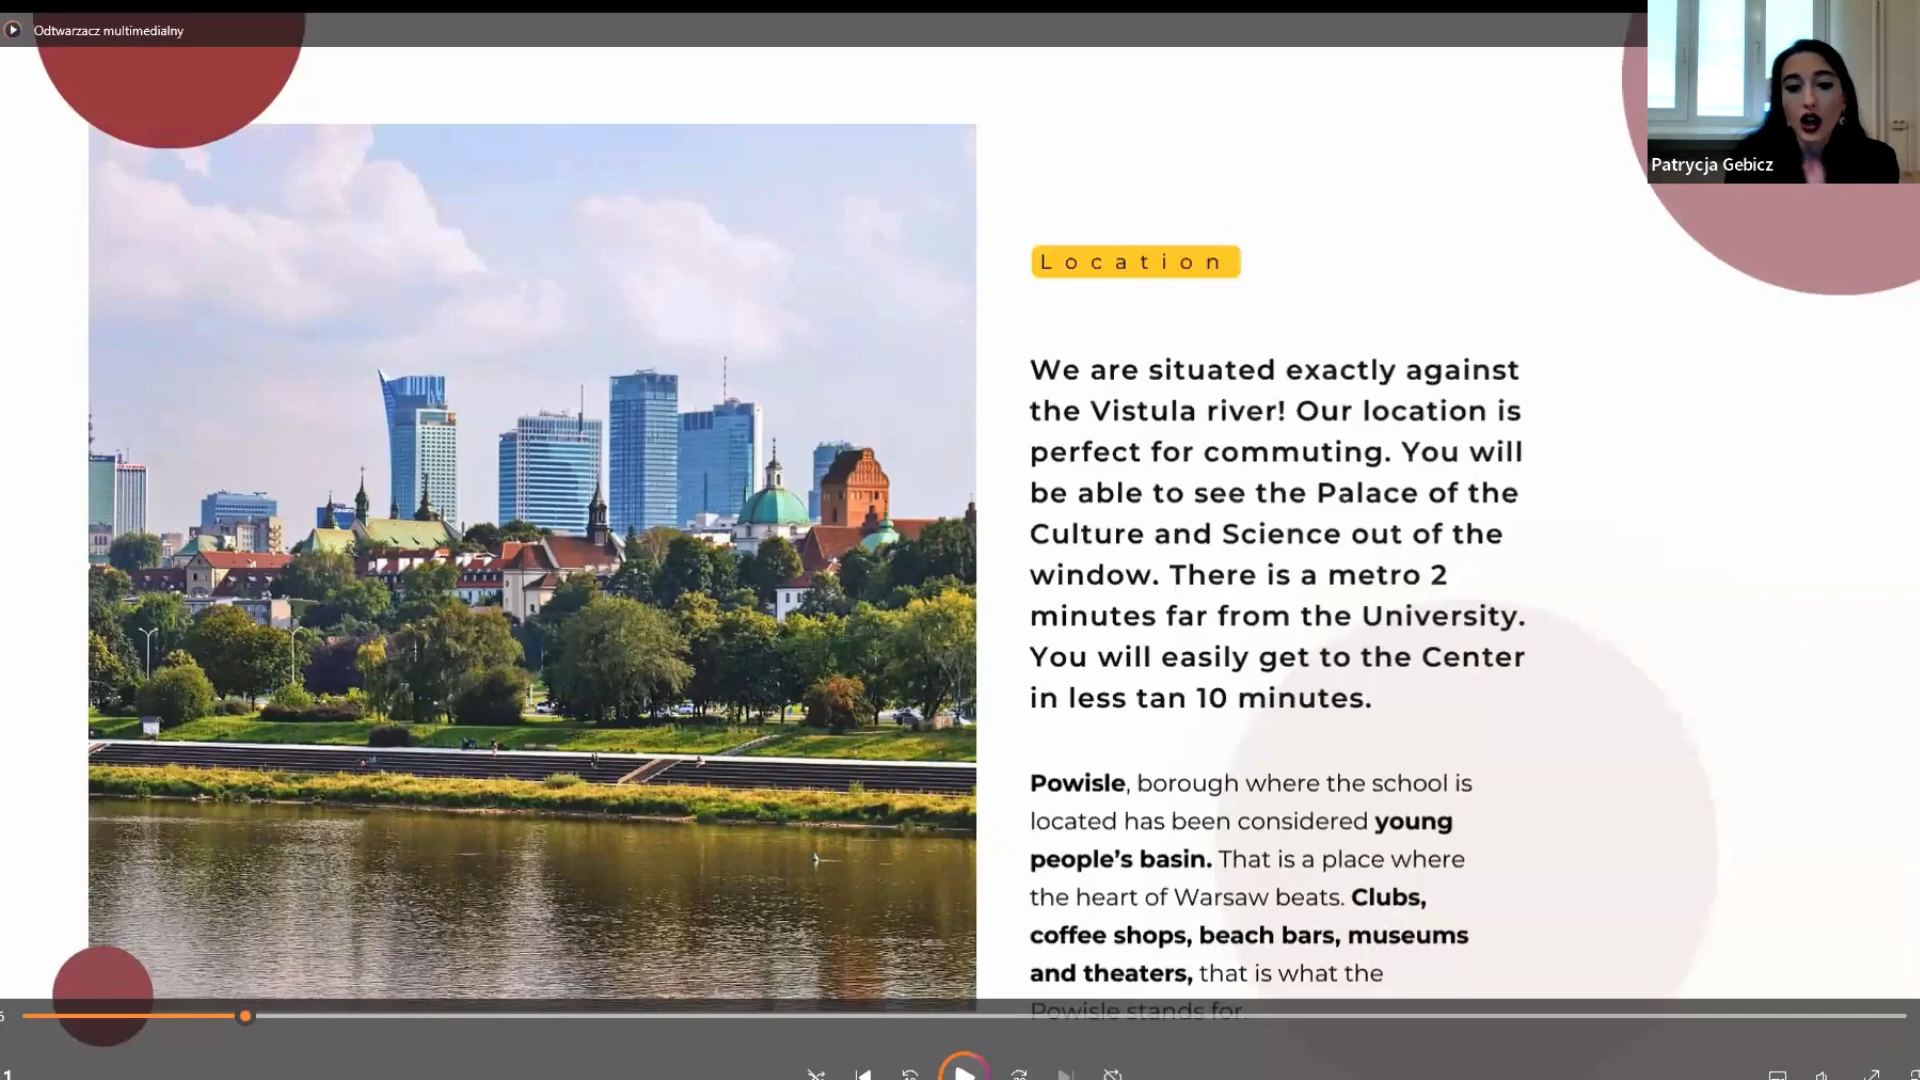 Odtwarzacz multimedialny
Patrycja Gebicz
Location
We are situated exactly against
the Vistula river! Our location is
perfect for commuting. You will
be able to see the Palace of the
Culture and Science out of the
window. There is a metro 2
minutes far from the University.
You will easily get to the Center
in less tan 10 minutes.
Powisle, borough where the school is
located has been considered young
people’s basin. That is a place where
the heart of Warsaw beats. Clubs,
coffee shops, beach bars, museums
and theaters, that is what the
Powisle stands for.